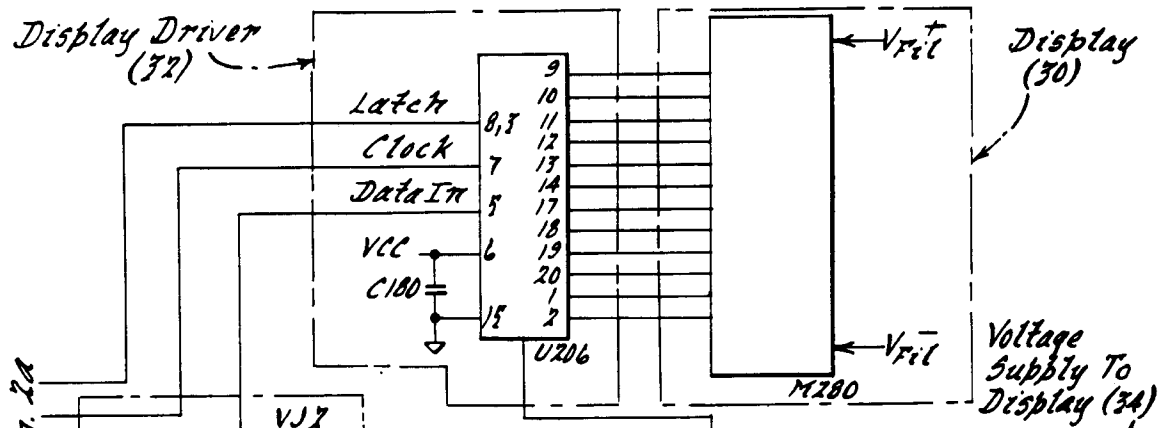 Display Driver
(32)
Latch
Clock
Data In
VCC
C180
8,3
7
5
6
15
9
10
11
12
13
14
17
18
19
20
1
2
U206
VFil+
VFil-
M280
Display
(30)
Voltage
Supply To
Display (34)
2a